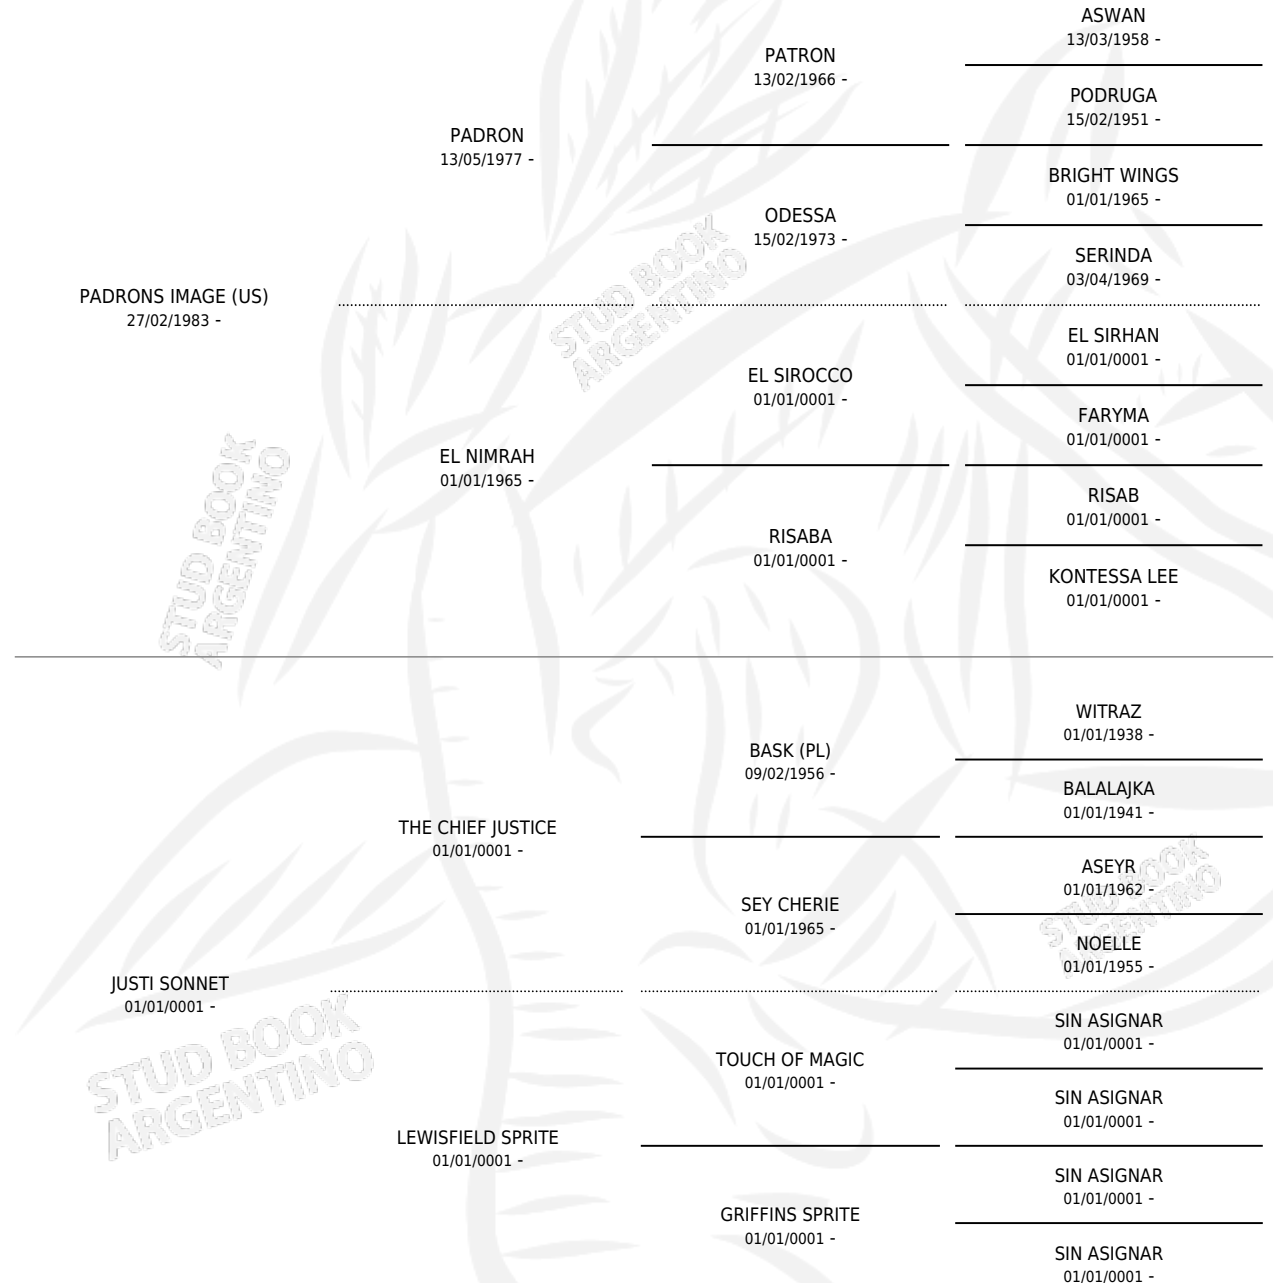 ASWAN
13/03/1958 -
PATRON
13/02/1966 -
PODRUGA
15/02/1951 -
PADRON
13/05/1977 -
BRIGHT WINGS
01/01/1965 -
ODESSA
15/02/1973 -
SERINDA
03/04/1969 -
PADRONS IMAGE (US)
27/02/1983 -
EL SIRHAN
01/01/0001 -
EL SIROCCO
01/01/0001 -
FARYMA
01/01/0001 -
EL NIMRAH
01/01/1965 -
RISAB
01/01/0001 -
RISABA
01/01/0001 -
KONTESSA LEE
01/01/0001 -
STUD BOOK
ARGENTINO
STUD BOOK
ARGENTINO
WITRAZ
01/01/1938 -
BASK (PL)
09/02/1956 -
BALALAJKA
01/01/1941 -
THE CHIEF JUSTICE
01/01/0001 -
ASEYR
01/01/1962 -
SEY CHERIE
01/01/1965 -
NOELLE
01/01/1955 -
STUD BOOK
ARGENTINO
JUSTI SONNET
01/01/0001 -
SIN ASIGNAR
01/01/0001 -
TOUCH OF MAGIC
01/01/0001 -
SIN ASIGNAR
01/01/0001 -
LEWISFIELD SPRITE
01/01/0001 -
SIN ASIGNAR
01/01/0001 -
GRIFFINS SPRITE
01/01/0001 -
SIN ASIGNAR
01/01/0001 -
STUD BOOK
ARGENTINO